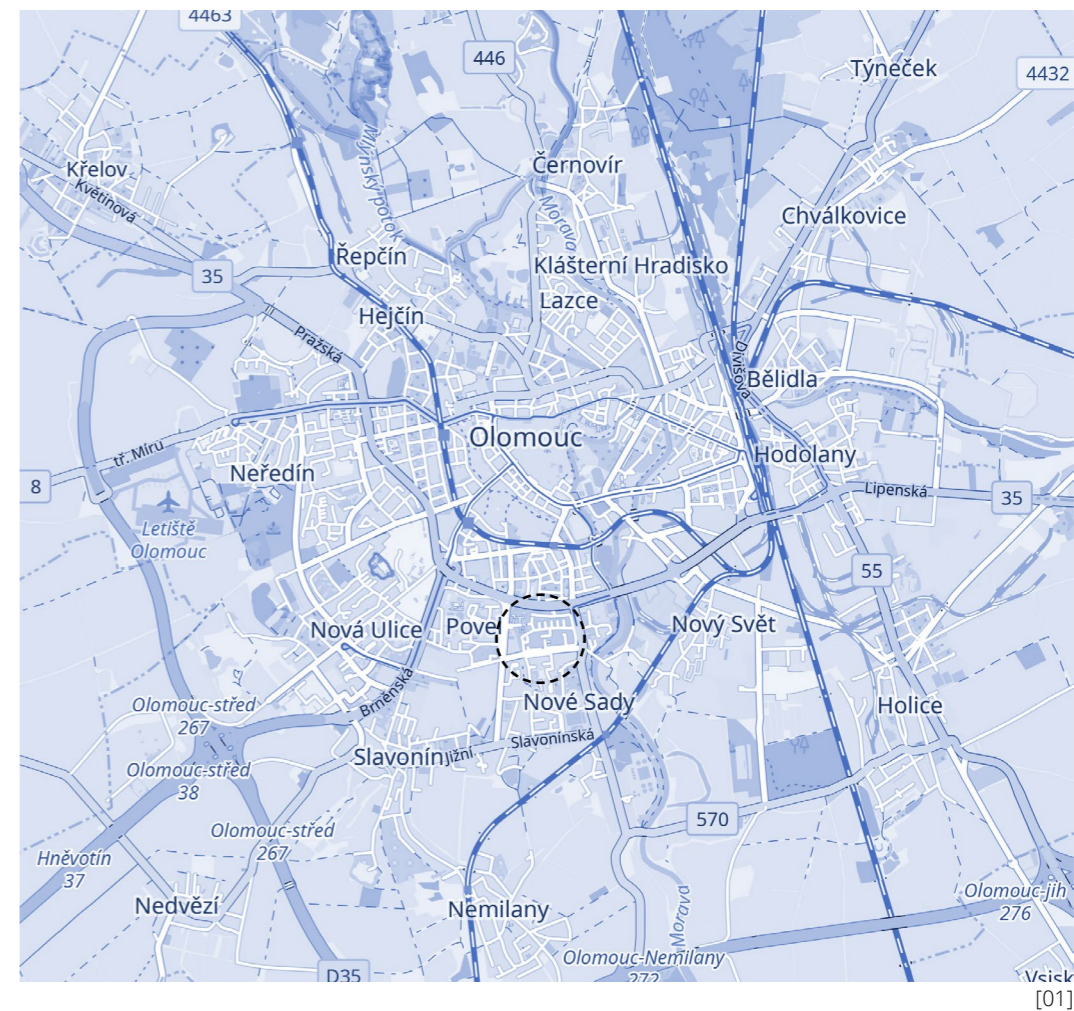 4463
446
Týneček
4432
Křelov
Květinová
Mlýnský potok
Černovír
Morava
Chválkovice
Řepčín
35
Klášterní Hradisko
Lazce
Hejčín
Pražská
Divišova
Bělidla
Olomouc
tř. Míru
Neředín
Hodolany
8
Lipenská
35
Letiště
Olomouc
55
Nová Ulice
Pove
Nový Svět
Brněnská
Olomouc-střed
267
Nové Sady
Holice
Slavonín
Jižní
Slavonínská
Olomouc-střed
38
570
Olomouc-střed
267
Hněvotín
37
Nedvězí
Nemilany
Morava
Olomouc-jih
276
Olomouc-Nemilany
272
D35
Vsisk
[01]